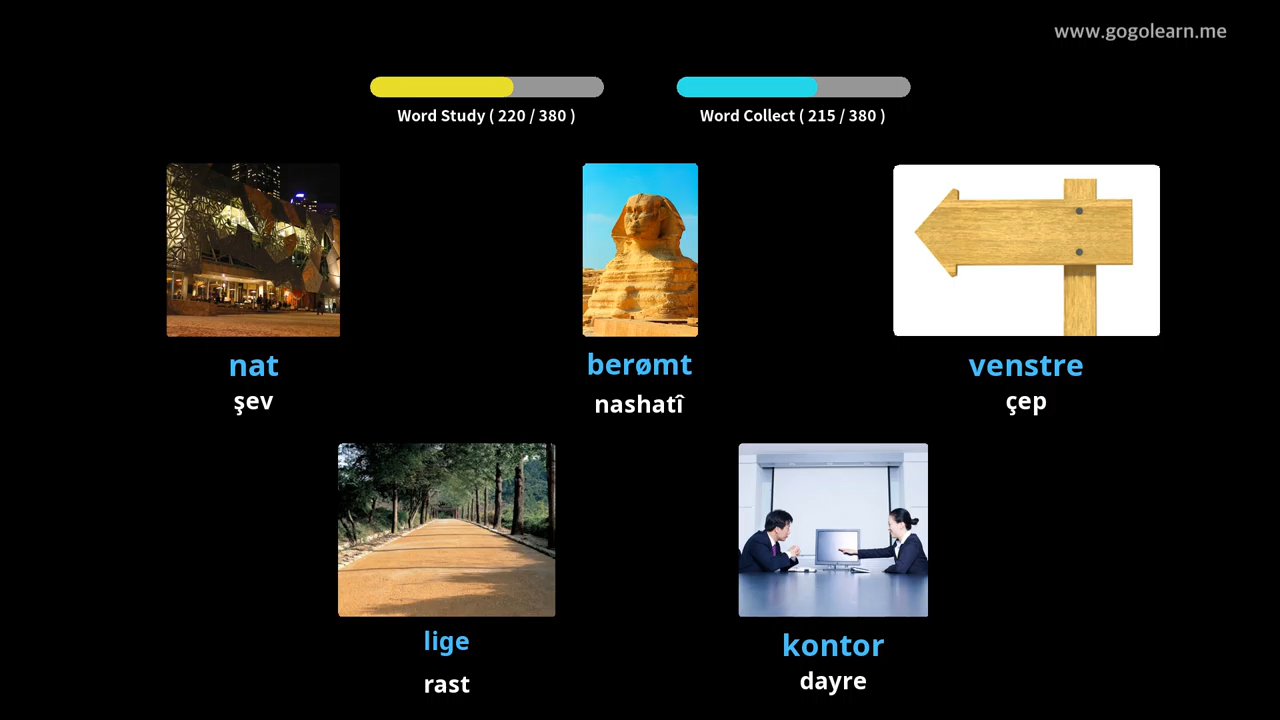 www.gogolearn.me
Word Study ( 220 / 380 )
Word Collect ( 215 / 380 )
nat
şev
berømt
nashatî
venstre
çep
lige
rast
kontor
dayre